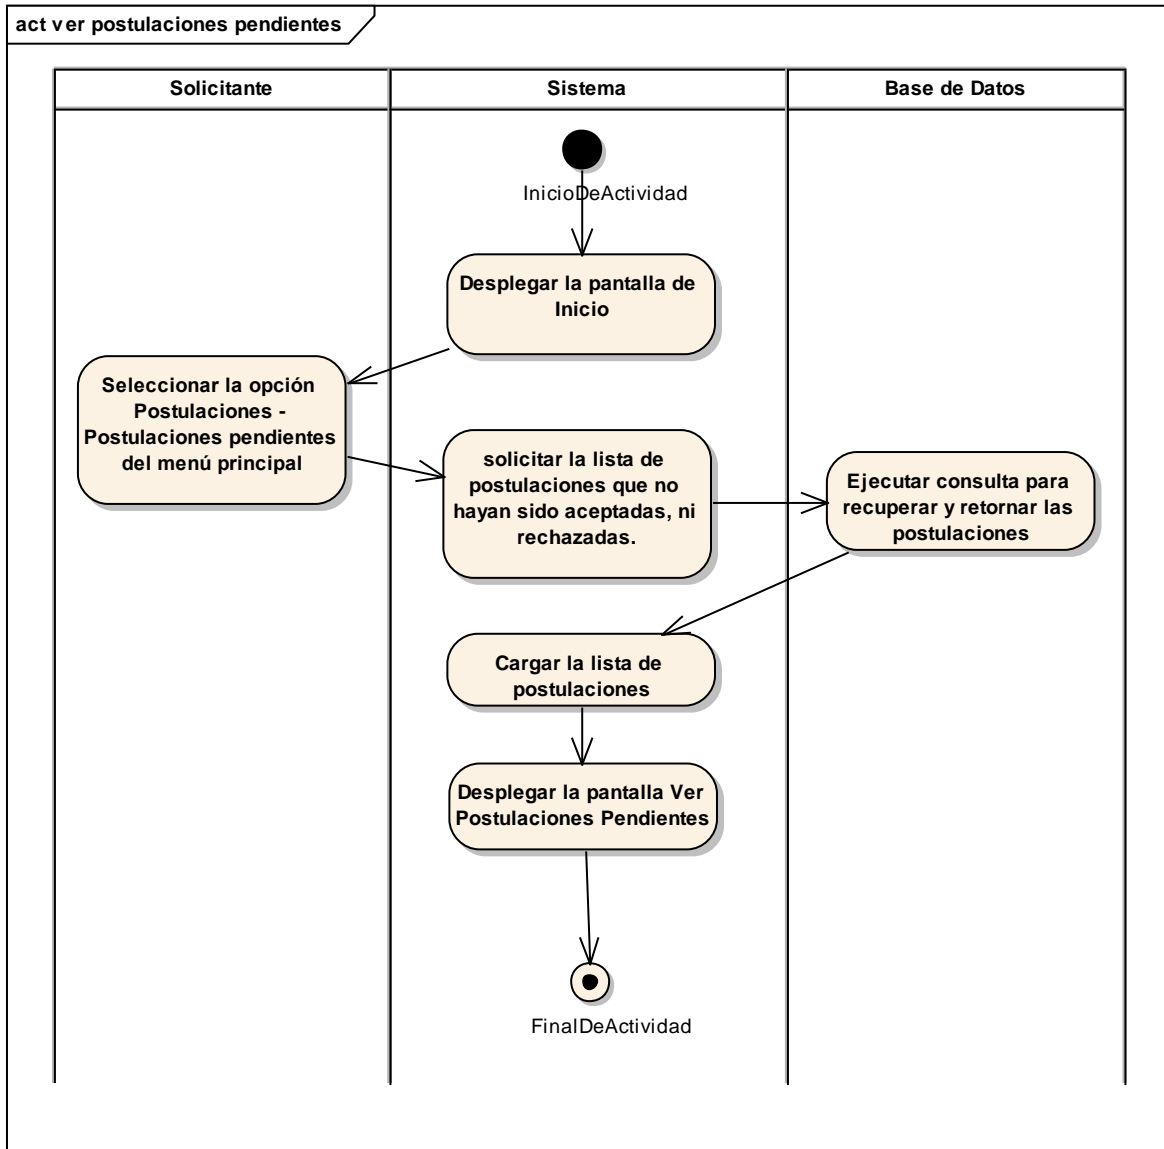 act ver postulaciones pendientes
Solicitante
Sistema
Base de Datos
InicioDeActividad
Desplegar la pantalla de
Inicio
Seleccionar la opción
Postulaciones -
Postulaciones pendientes
del menú principal
solicitar la lista de
postulaciones que no
hayan sido aceptadas, ni
rechazadas.
Ejecutar consulta para
recuperar y retornar las
postulaciones
Cargar la lista de
postulaciones
Desplegar la pantalla Ver
Postulaciones Pendientes
FinalDeActividad